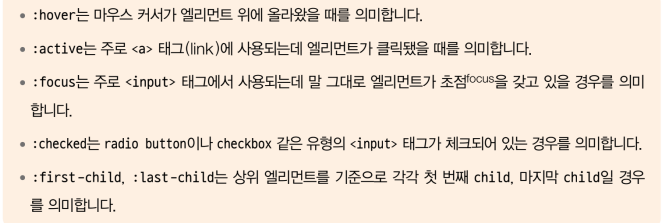 • :hover는 마우스 커서가 엘리먼트 위에 올라왔을 때를 의미합니다.
• :active는 주로 <a> 태그(link)에 사용되는데 엘리먼트가 클릭됐을 때를 의미합니다.
• :focus는 주로 <input> 태그에서 사용되는데 말 그대로 엘리먼트가 초점focus을 갖고 있을 경우를 의미
합니다.
• :checked는 radio button이나 checkbox 같은 유형의 <input> 태그가 체크되어 있는 경우를 의미합니다.
• :first-child, :last-child는 상위 엘리먼트를 기준으로 각각 첫 번째 child, 마지막 child일 경우
를 의미합니다.